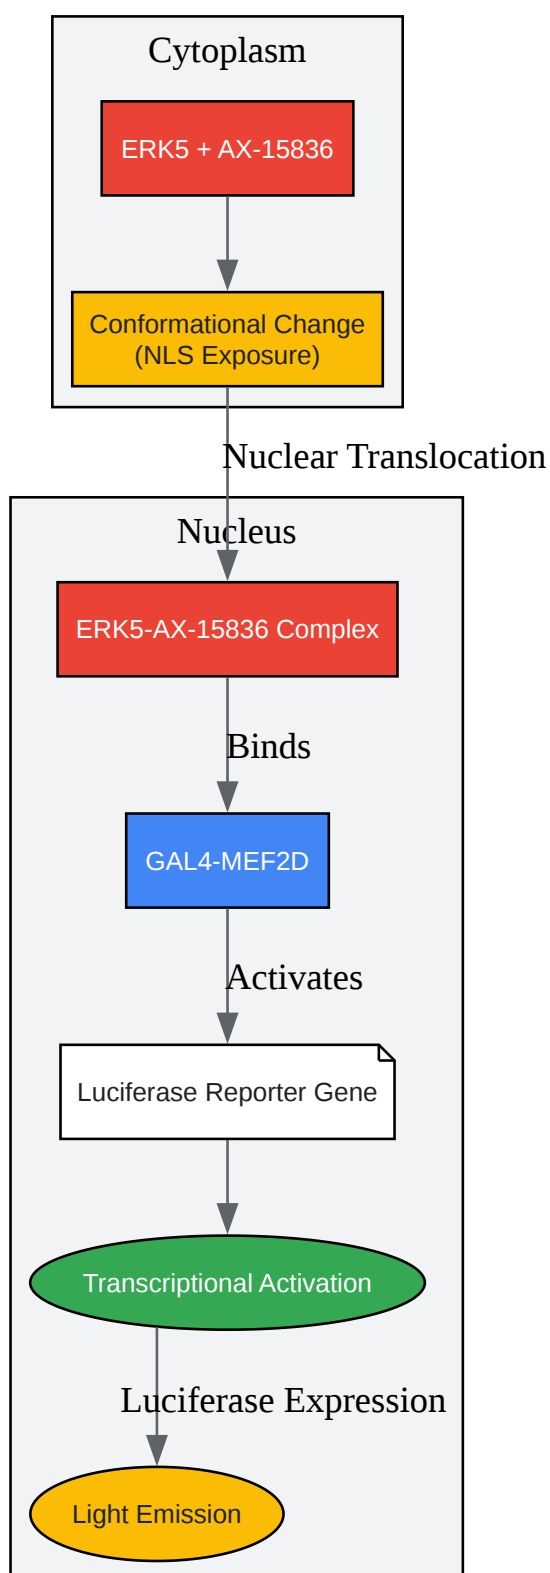 Cytoplasm
ERK5 + AX-15836
Conformational Change
(NLS Exposure)
Nuclear Translocation
Nucleus
ERK5-AX-15836 Complex
Binds
GAL4-MEF2D
Activates
Luciferase Reporter Gene
Transcriptional Activation
Luciferase Expression
Light Emission